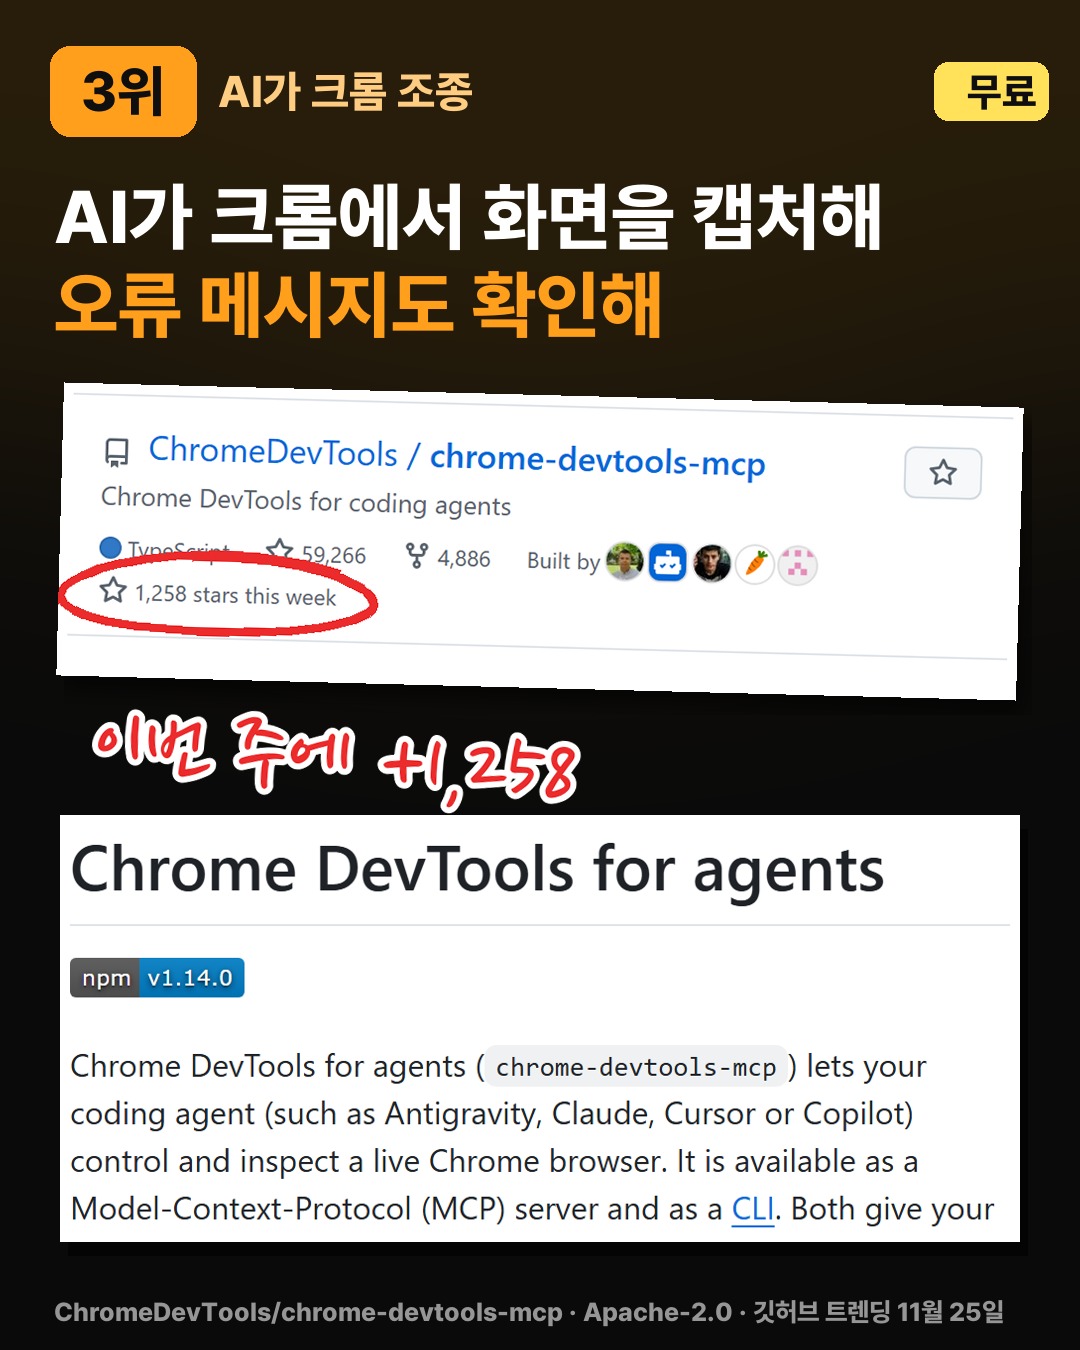 3위
AI가 크롬 조종
무료
AI가 크롬에서 화면을 캡처해
오류 메시지도 확인해
ChromeDevTools / chrome-devtools-mcp
Chrome DevTools for coding agents
TypeScript 59,266 4,886 Built by
1,258 stars this week
이번 주에 +1,258
Chrome DevTools for agents
npm v1.14.0
Chrome DevTools for agents (chrome-devtools-mcp) lets your
coding agent (such as Antigravity, Claude, Cursor or Copilot)
control and inspect a live Chrome browser. It is available as a
Model-Context-Protocol (MCP) server and as a CLI. Both give your
ChromeDevTools/chrome-devtools-mcp · Apache-2.0 · 깃허브 트렌딩 11월 25일